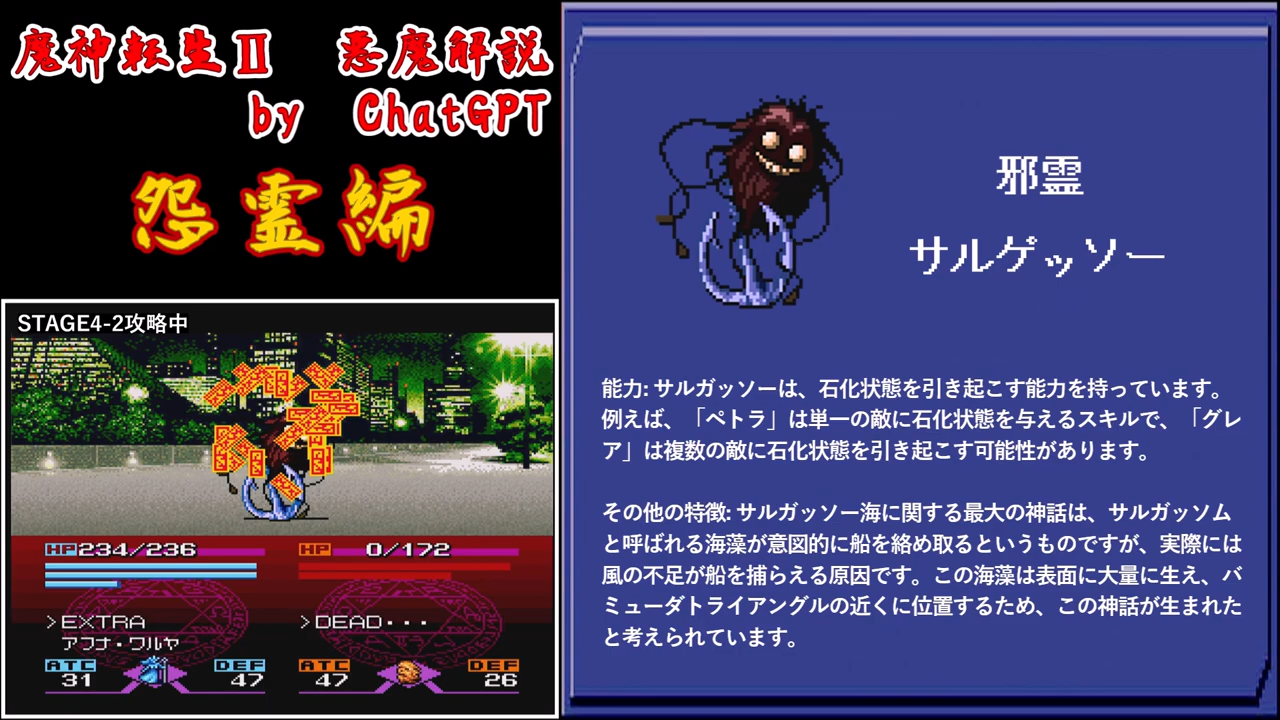 魔神転生Ⅱ　悪魔解説
by　ChatGPT
怨霊編
STAGE4-2攻略中
HP 234/236
HP 0/172
>EXTRA
アフナ・ワルヤ
>DEAD・・・
ATC 31
DEF 47
ATC 47
DEF 26
邪霊
サルゲッソー
能力: サルガッソーは、石化状態を引き起こす能力を持っています。
例えば、「ペトラ」は単一の敵に石化状態を与えるスキルで、「グレ
ア」は複数の敵に石化状態を引き起こす可能性があります。
その他の特徴: サルガッソー海に関する最大の神話は、サルガッソム
と呼ばれる海藻が意図的に船を絡め取るというものですが、実際には
風の不足が船を捕らえる原因です。この海藻は表面に大量に生え、バ
ミューダトライアングルの近くに位置するため、この神話が生まれた
と考えられています。